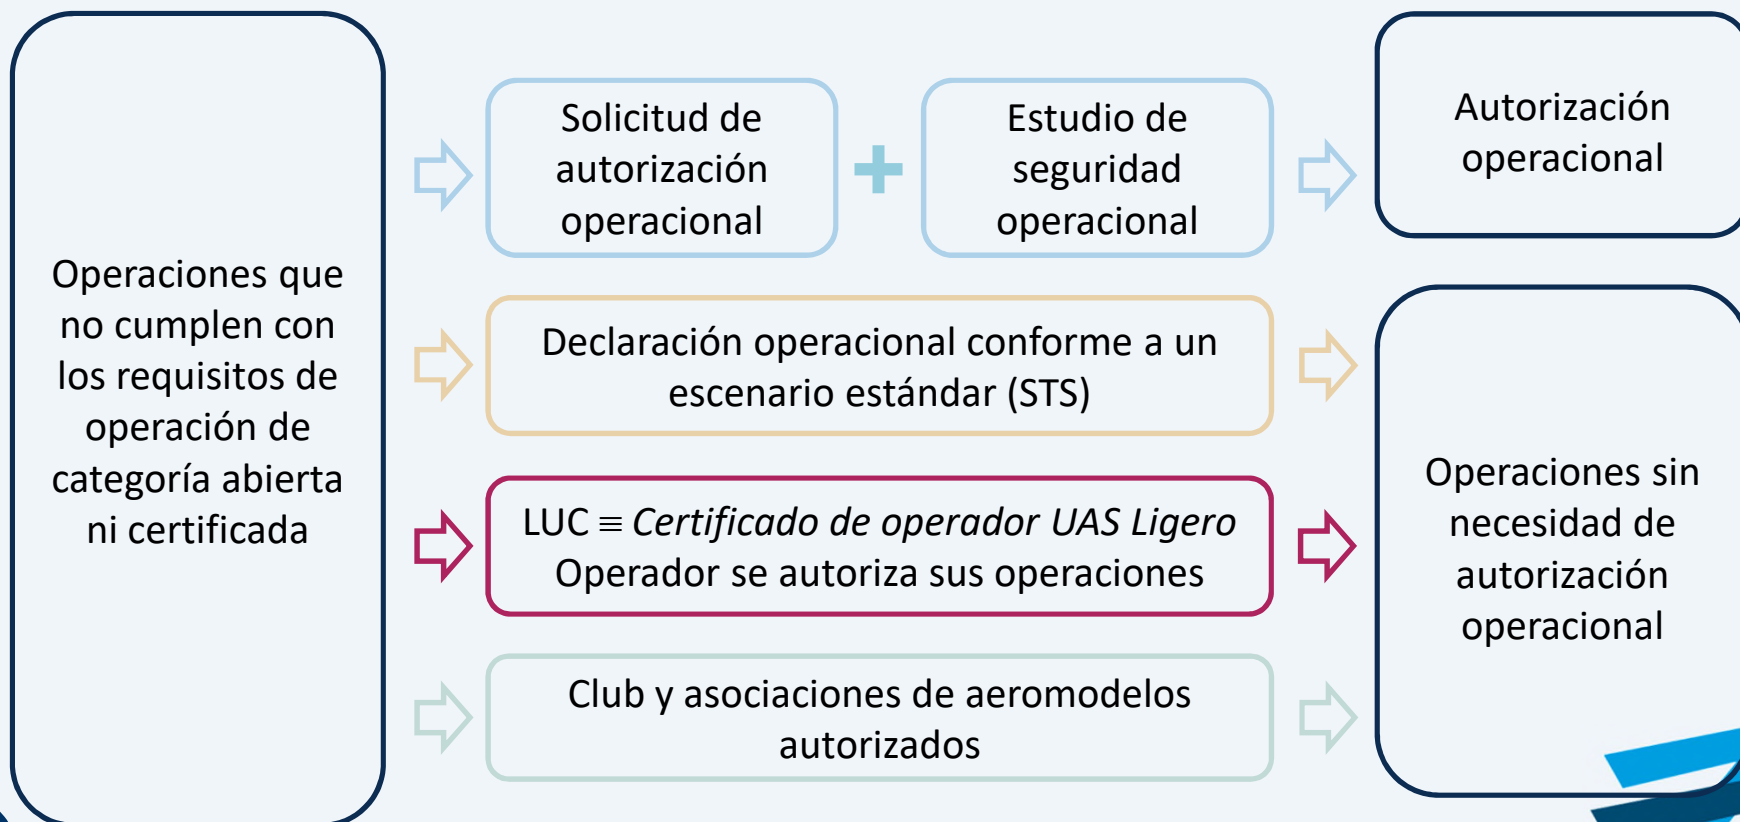 Operaciones que
no cumplen con
los requisitos de
operación de
categoría abierta
ni certificada
Solicitud de
autorización
operacional
+
Estudio de
seguridad
operacional
Autorización
operacional
Declaración operacional conforme a un
escenario estándar (STS)
LUC ≡ Certificado de operador UAS Ligero
Operador se autoriza sus operaciones
Club y asociaciones de aeromodelos
autorizados
Operaciones sin
necesidad de
autorización
operacional